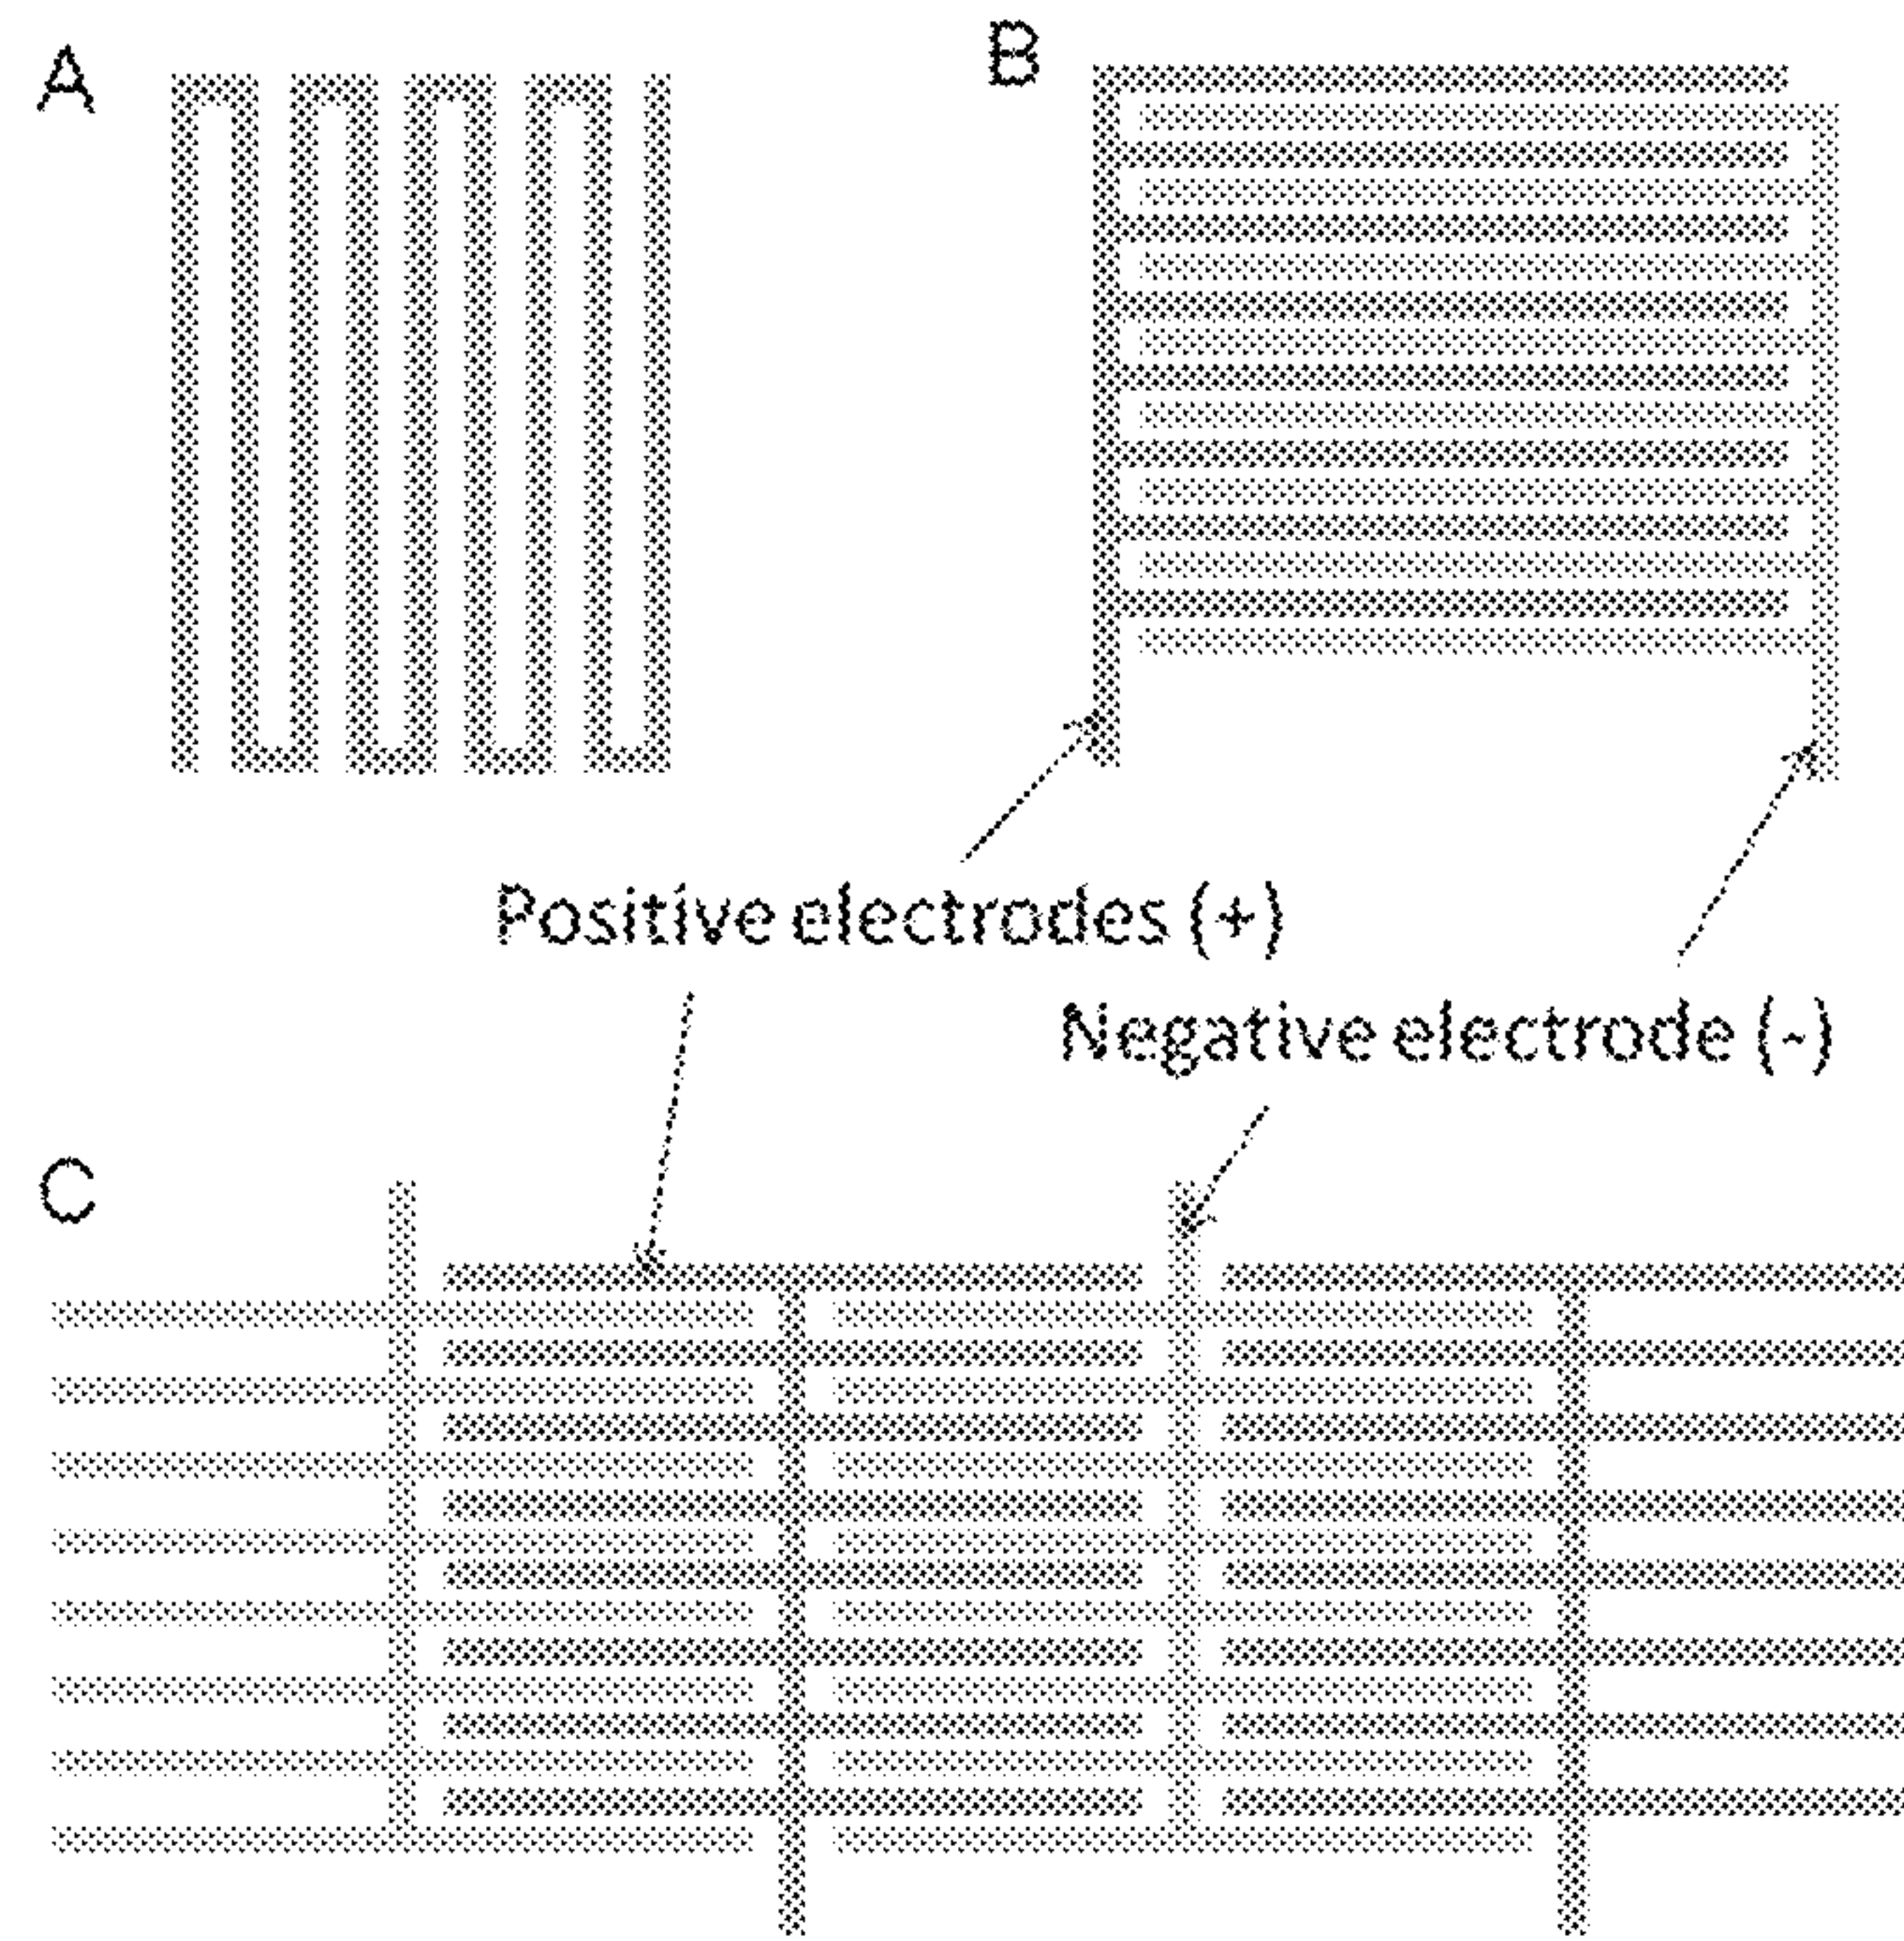 A
B
Positive electrodes (+)
Negative electrode (-)
C